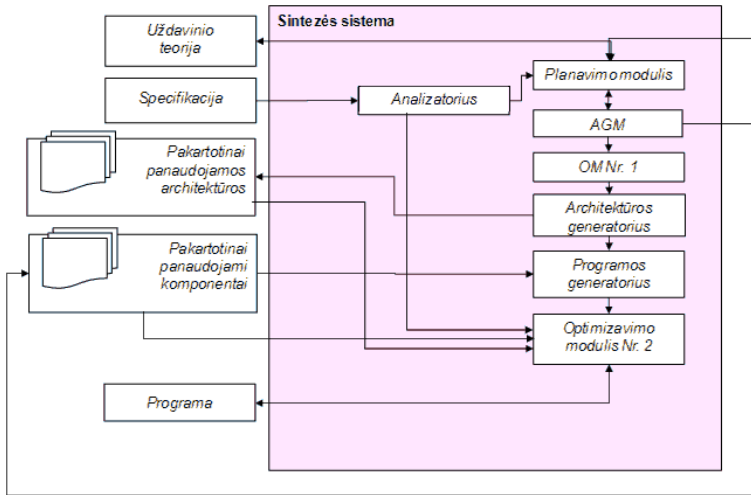 Sintezės sistema
Uždavinio
teorija
Planavimo modulis
Specifikacija
Analizatorius
AGM
Pakartotinai
panaudojamos
architektūros
OM Nr. 1
Architektūros
generatorius
Pakartotinai
panaudojami
komponentai
Programos
generatorius
Optimizavimo
modulis Nr. 2
Programa